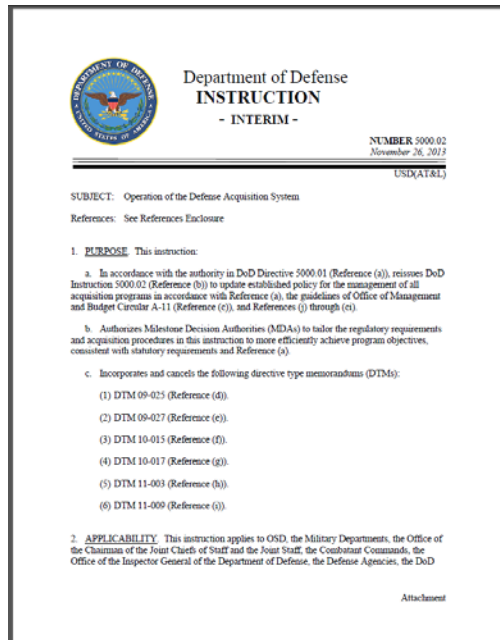 DEPARTMENT OF DEFENSE
UNITED STATES OF AMERICA
Department of Defense
INSTRUCTION
- INTERIM -
NUMBER 5000.02
November 26, 2013
USD(AT&L)
SUBJECT: Operation of the Defense Acquisition System
References: See References Enclosure
1. PURPOSE. This instruction:
a. In accordance with the authority in DoD Directive 5000.01 (Reference (a)), reissues DoD
Instruction 5000.02 (Reference (b)) to update established policy for the management of all
acquisition programs in accordance with Reference (a), the guidelines of Office of Management
and Budget Circular A-11 (Reference (c)), and References (j) through (ci).
b. Authorizes Milestone Decision Authorities (MDAs) to tailor the regulatory requirements
and acquisition procedures in this instruction to more efficiently achieve program objectives,
consistent with statutory requirements and Reference (a).
c. Incorporates and cancels the following directive type memorandums (DTMs):
(1) DTM 09-025 (Reference (d)).
(2) DTM 09-027 (Reference (e)).
(3) DTM 10-015 (Reference (f)).
(4) DTM 10-017 (Reference (g)).
(5) DTM 11-003 (Reference (h)).
(6) DTM 11-009 (Reference (i)).
2. APPLICABILITY. This instruction applies to OSD, the Military Departments, the Office of
the Chairman of the Joint Chiefs of Staff and the Joint Staff, the Combatant Commands, the
Office of the Inspector General of the Department of Defense, the Defense Agencies, the DoD
Attachment